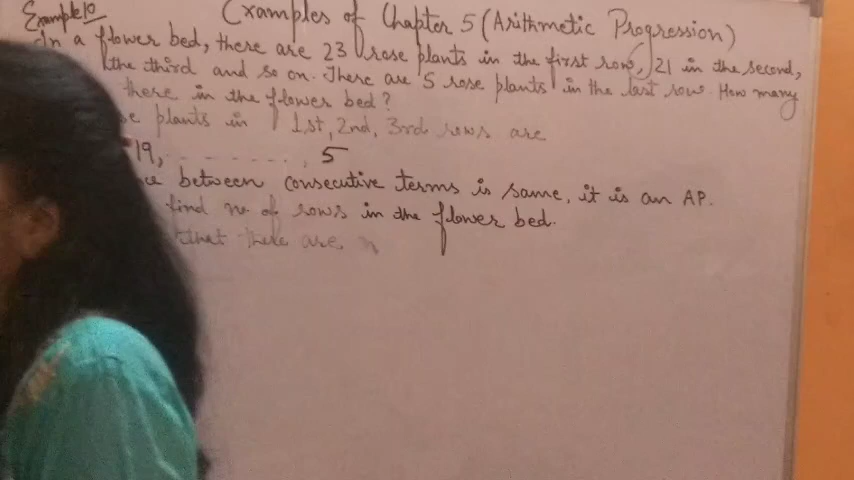 Examples of Chapter 5 (Arithmetic Progression)
Example 10
In a flower bed, there are 23 rose plants in the first row, 21 in the second,
the third and so on. There are 5 rose plants in the last row. How many
there in the flower bed?
se plants in 1st, 2nd, 3rd rows are
19, ........, 5
between consecutive terms is same, it is an AP.
find no of rows in the flower bed.
that there are n